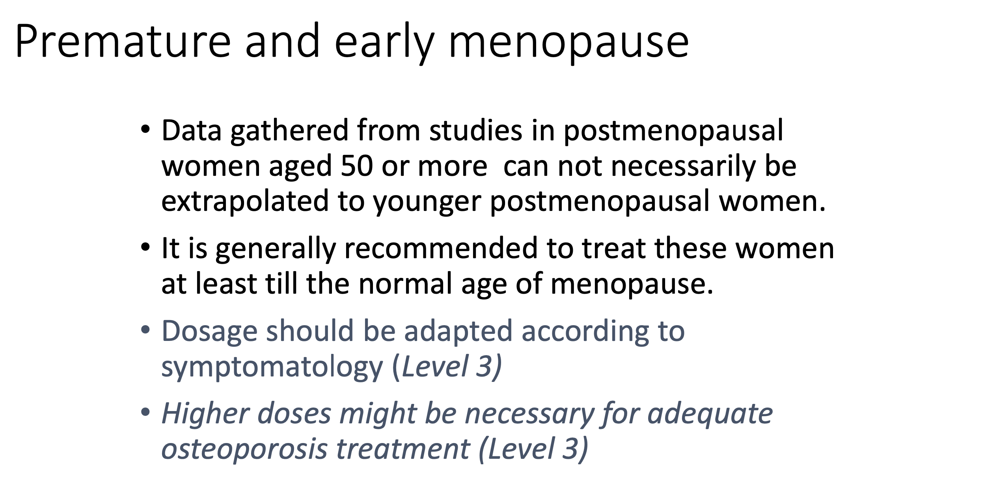 Premature and early menopause
• Data gathered from studies in postmenopausal
women aged 50 or more  can not necessarily be
extrapolated to younger postmenopausal women.
• It is generally recommended to treat these women
at least till the normal age of menopause.
• Dosage should be adapted according to
symptomatology (Level 3)
• Higher doses might be necessary for adequate
osteoporosis treatment (Level 3)